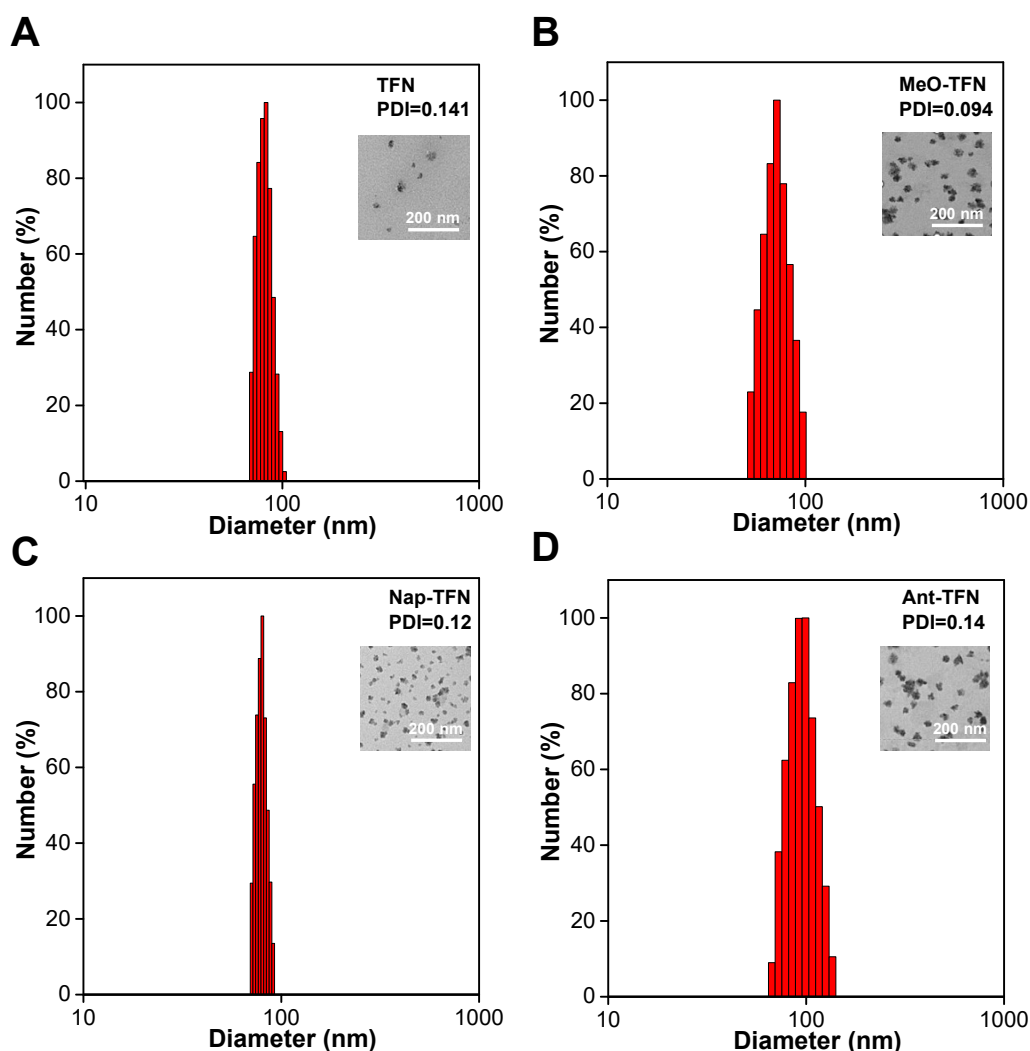 A
TFN
PDI=0.141
200 nm
100
80
60
40
20
0
Number (%)
10
100
1000
Diameter (nm)
B
MeO-TFN
PDI=0.094
200 nm
100
80
60
40
20
0
Number (%)
10
100
1000
Diameter (nm)
C
Nap-TFN
PDI=0.12
200 nm
100
80
60
40
20
0
Number (%)
10
100
1000
Diameter (nm)
D
Ant-TFN
PDI=0.14
200 nm
100
80
60
40
20
0
Number (%)
10
100
1000
Diameter (nm)